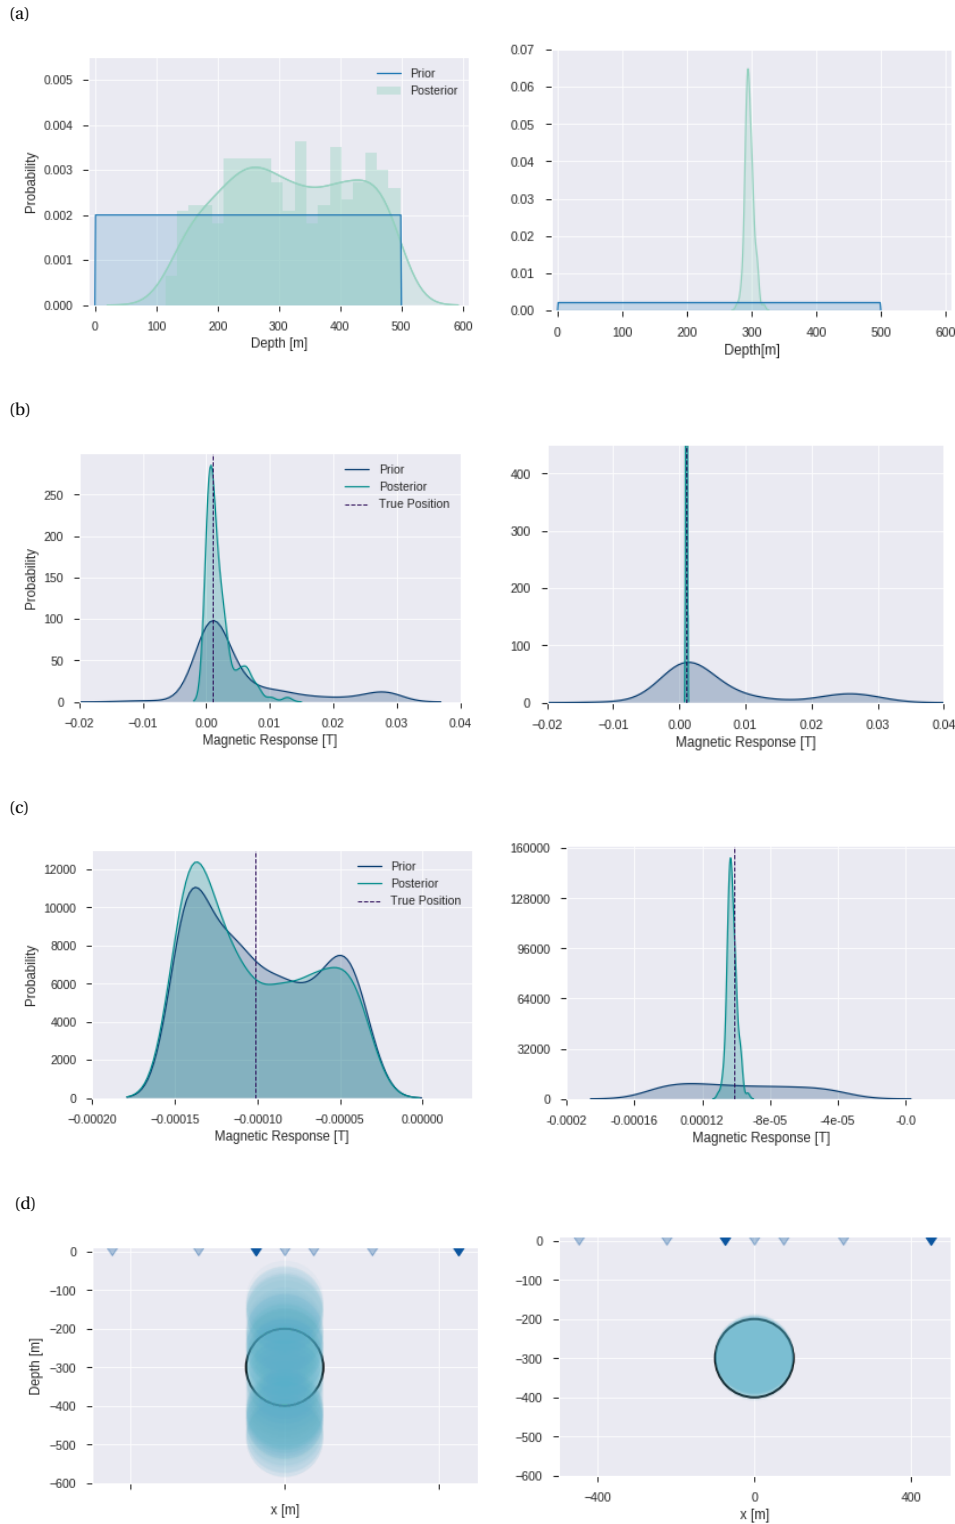 (a)
0.005
0.004
0.003
0.002
0.001
0.000
Probability
Prior
Posterior
0 100 200 300 400 500 600
Depth [m]
0.07
0.06
0.05
0.04
0.03
0.02
0.01
0.00
0 100 200 300 400 500 600
Depth[m]
(b)
250
200
150
100
50
0
Probability
Prior
Posterior
True Position
−0.02 −0.01 0.00 0.01 0.02 0.03 0.04
Magnetic Response [T]
400
300
200
100
0
−0.02 −0.01 0.00 0.01 0.02 0.03 0.04
Magnetic Response [T]
(c)
12000
10000
8000
6000
4000
2000
0
Probability
Prior
Posterior
True Position
−0.00020 −0.00015 −0.00010 −0.00005 0.00000
Magnetic Response [T]
160000
128000
96000
64000
32000
0
-0.0002 -0.00016 0.00012 -8e-05 -4e-05 -0.0
Magnetic Response [T]
(d)
0
−100
−200
−300
−400
−500
−600
Depth [m]
x [m]
0
−100
−200
−300
−400
−500
−600
−400 0 400
x [m]